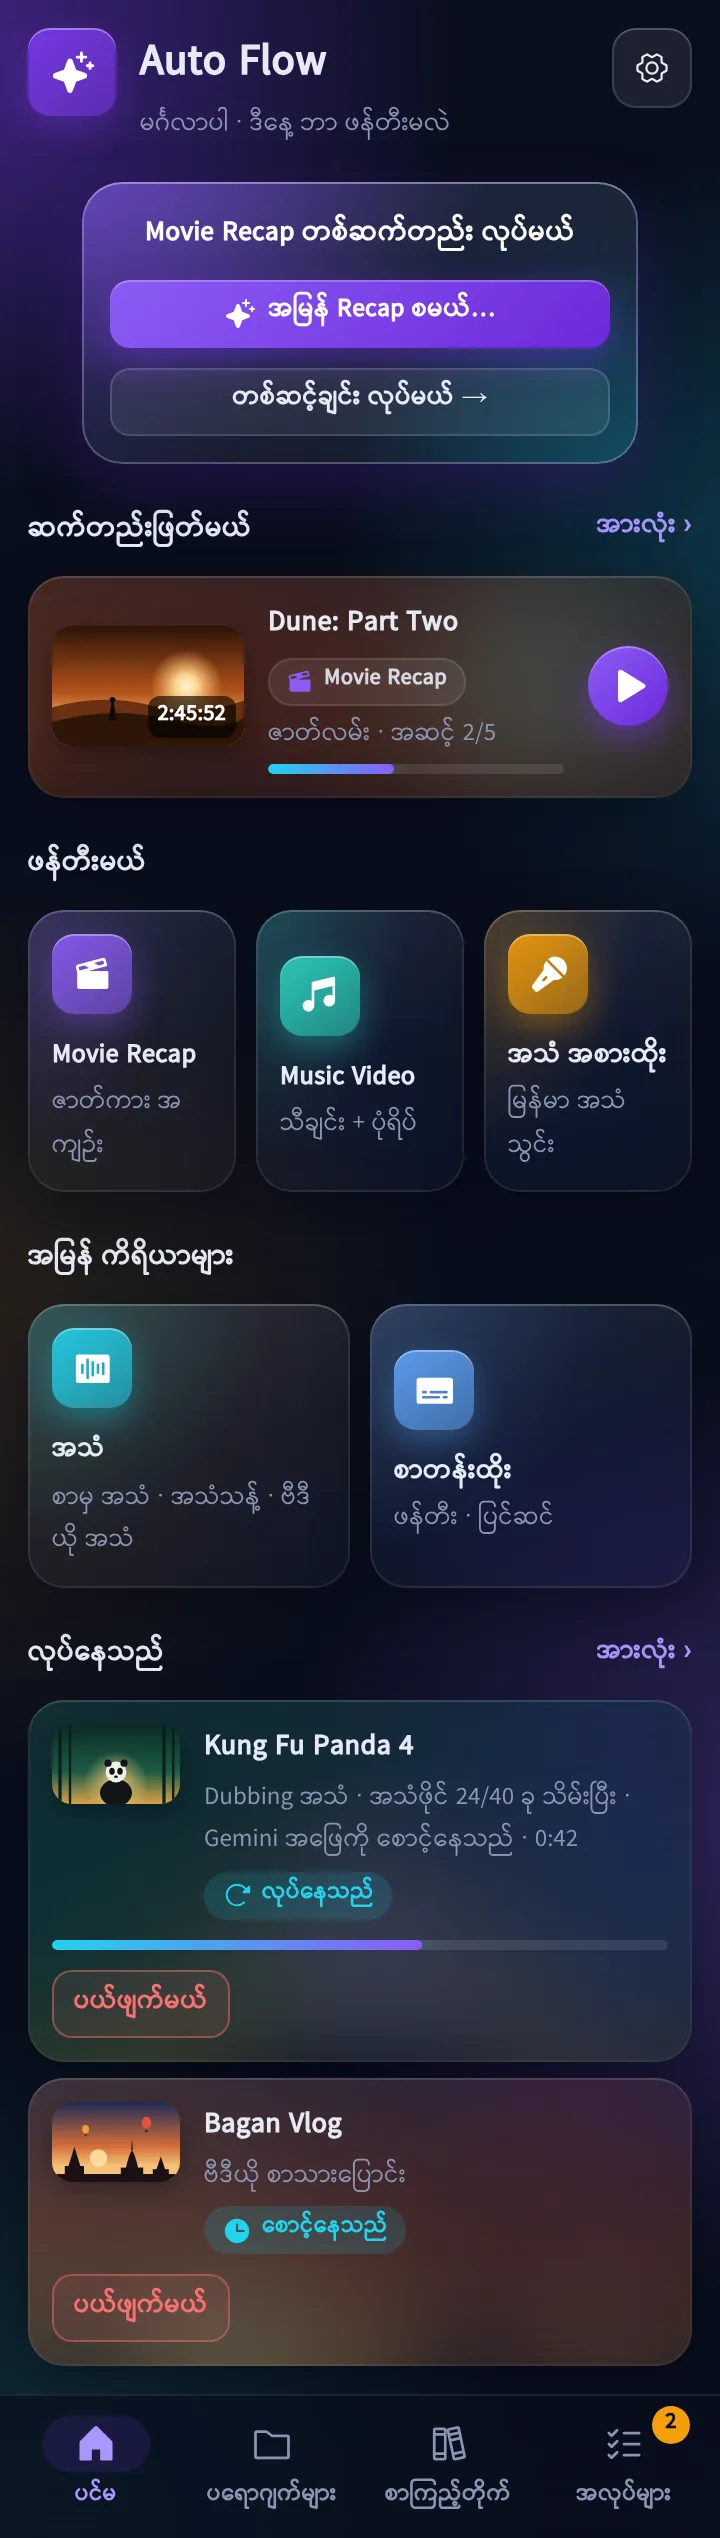 Auto Flow
မင်္ဂလာပါ · ဒီနေ့ ဘာ ဖန်တီးမလဲ
Movie Recap တစ်ဆက်တည်း လုပ်မယ်
အမြန် Recap စမယ်...
တစ်ဆင့်ချင်း လုပ်မယ် →
ဆက်တည်းဖြတ်မယ်
အားလုံး ›
Dune: Part Two
Movie Recap
2:45:52
ဇာတ်လမ်း · အဆင့် 2/5
ဖန်တီးမယ်
Movie Recap
ဇာတ်ကား အ
ကျဉ်း
Music Video
သီချင်း + ပုံရိပ်
အသံ အစားထိုး
မြန်မာ အသံ
သွင်း
အမြန် ကိရိယာများ
အသံ
စာမှ အသံ · အသံသန့် · ဗီဒီ
ယို အသံ
စာတန်းထိုး
ဖန်တီး · ပြင်ဆင်
လုပ်နေသည်
အားလုံး ›
Kung Fu Panda 4
Dubbing အသံ · အသံဖိုင် 24/40 ခု သိမ်းပြီး ·
Gemini အဖြေကို စောင့်နေသည် · 0:42
လုပ်နေသည်
ပယ်ဖျက်မယ်
Bagan Vlog
ဗီဒီယို စာသားပြောင်း
စောင့်နေသည်
ပယ်ဖျက်မယ်
2
ပင်မ
ပရောဂျက်များ
စာကြည့်တိုက်
အလုပ်များ